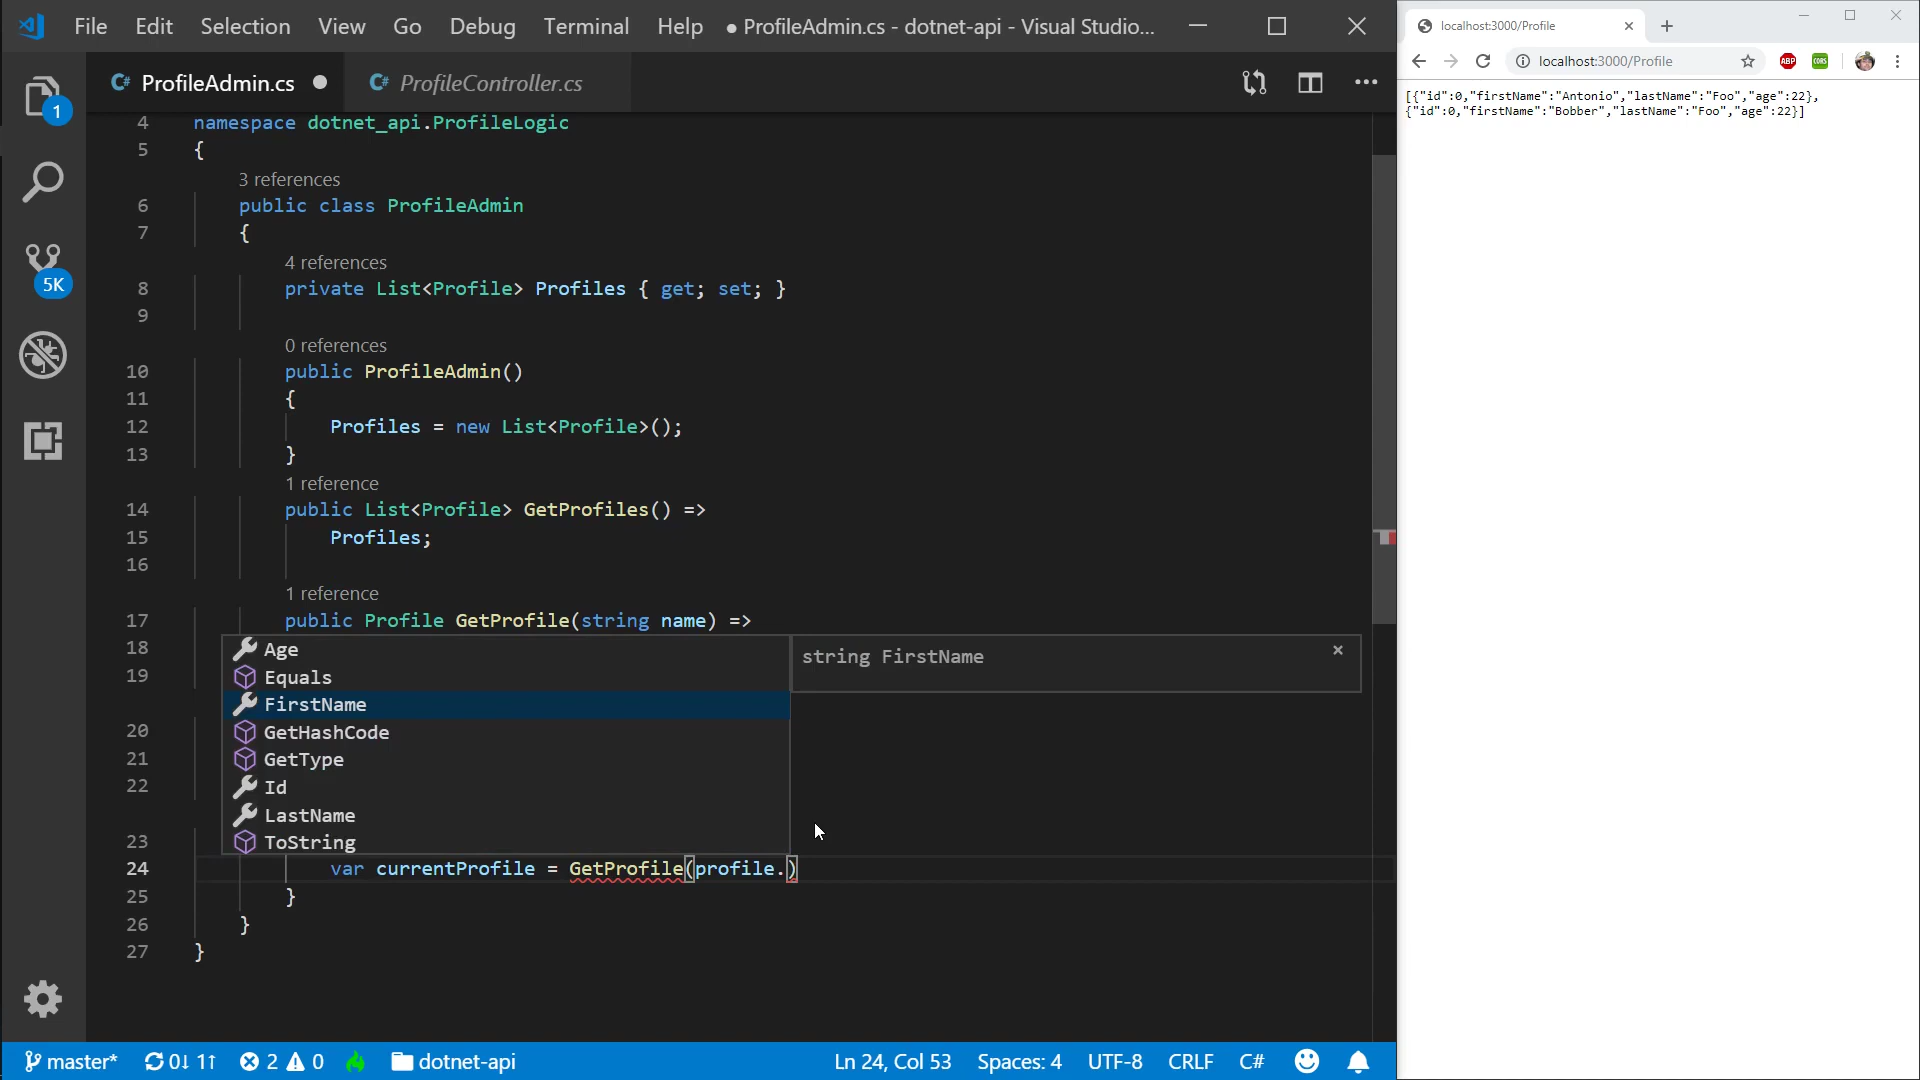 File Edit Selection View Go Debug Terminal Help ● ProfileAdmin.cs - dotnet-api - Visual Studio...
ProfileAdmin.cs ProfileController.cs
1
5K
4 namespace dotnet_api.ProfileLogic
5 {
3 references
6 public class ProfileAdmin
7 {
4 references
8 private List<Profile> Profiles { get; set; }
9
0 references
10 public ProfileAdmin()
11 {
12 Profiles = new List<Profile>();
13 }
1 reference
14 public List<Profile> GetProfiles() =>
15 Profiles;
16
1 reference
17 public Profile GetProfile(string name) =>
18 Age
string FirstName
19 Equals
FirstName
20 GetHashCode
21 GetType
22 Id
LastName
23 ToString
24 var currentProfile = GetProfile(profile.)
25 }
26 }
27 }
master* 0↓ 1↑ 2 0 dotnet-api Ln 24, Col 53 Spaces: 4 UTF-8 CRLF C#
localhost:3000/Profile
localhost:3000/Profile ABP CORS
[{"id":0,"firstName":"Antonio","lastName":"Foo","age":22},
{"id":0,"firstName":"Bobber","lastName":"Foo","age":22}]